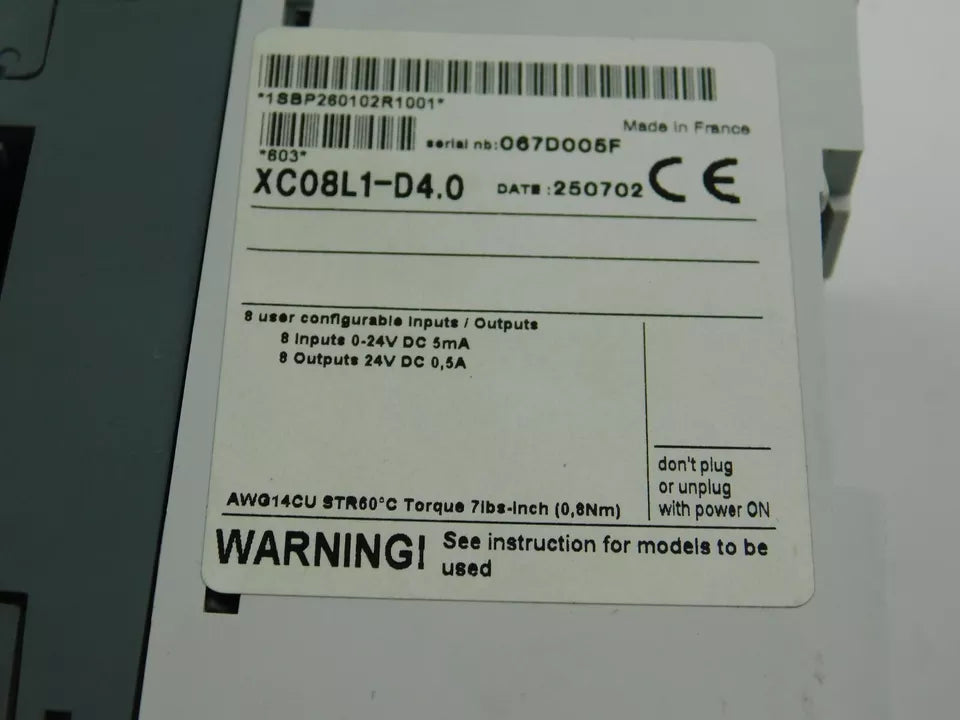 *1SBP260102R1001*
Made in France
serial nb:067D005F
*603*
XC08L1-D4.0 DATE:250702 CE
8 user configurable Inputs / Outputs
8 Inputs 0-24V DC 5mA
8 Outputs 24V DC 0,5A
don't plug
or unplug
with power ON
AWG14CU STR60°C Torque 7lbs-inch (0,8Nm)
WARNING! See instruction for models to be
used